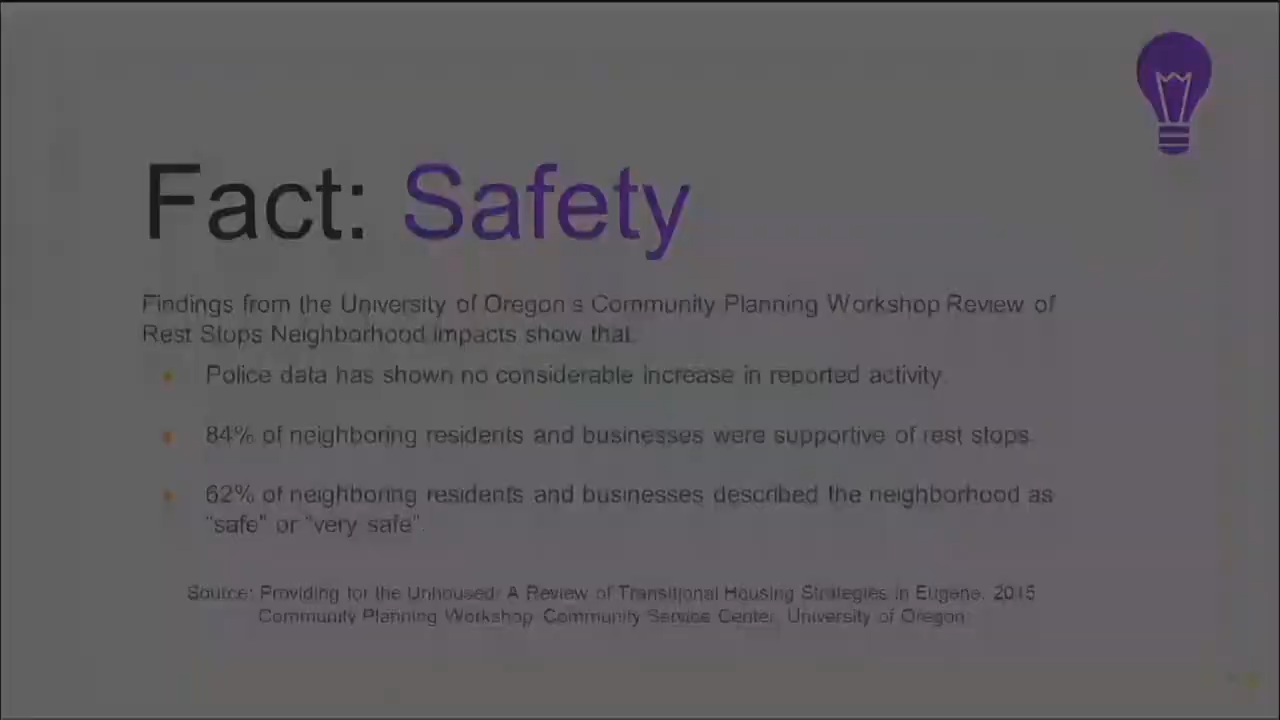 Fact: Safety
Findings from the University of Oregon's Community Planning Workshop Review of
Rest Stops Neighborhood impacts show that:
Police data has shown no considerable increase in reported activity.
84% of neighboring residents and businesses were supportive of rest stops.
62% of neighboring residents and businesses described the neighborhood as
"safe" or "very safe".
Source: Providing for the Unhoused: A Review of Transitional Housing Strategies in Eugene. 2015
Community Planning Workshop. Community Service Center, University of Oregon.